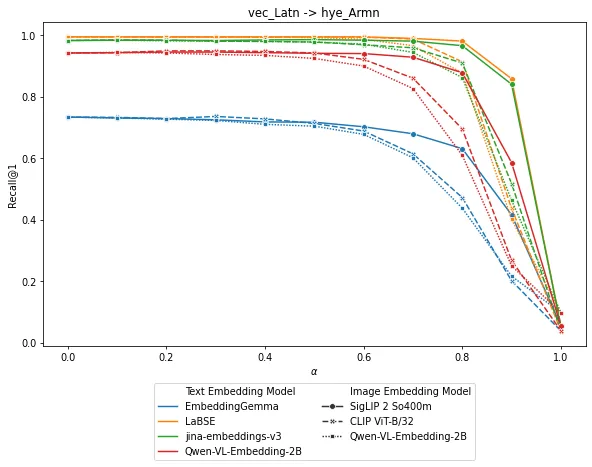 vec_Latn -> hye_Armn
Recall@1
1.0
0.8
0.6
0.4
0.2
0.0
0.0 0.2 0.4 0.6 0.8 1.0
α
Text Embedding Model
EmbeddingGemma
LaBSE
jina-embeddings-v3
Qwen-VL-Embedding-2B
Image Embedding Model
SigLIP 2 So400m
CLIP ViT-B/32
Qwen-VL-Embedding-2B